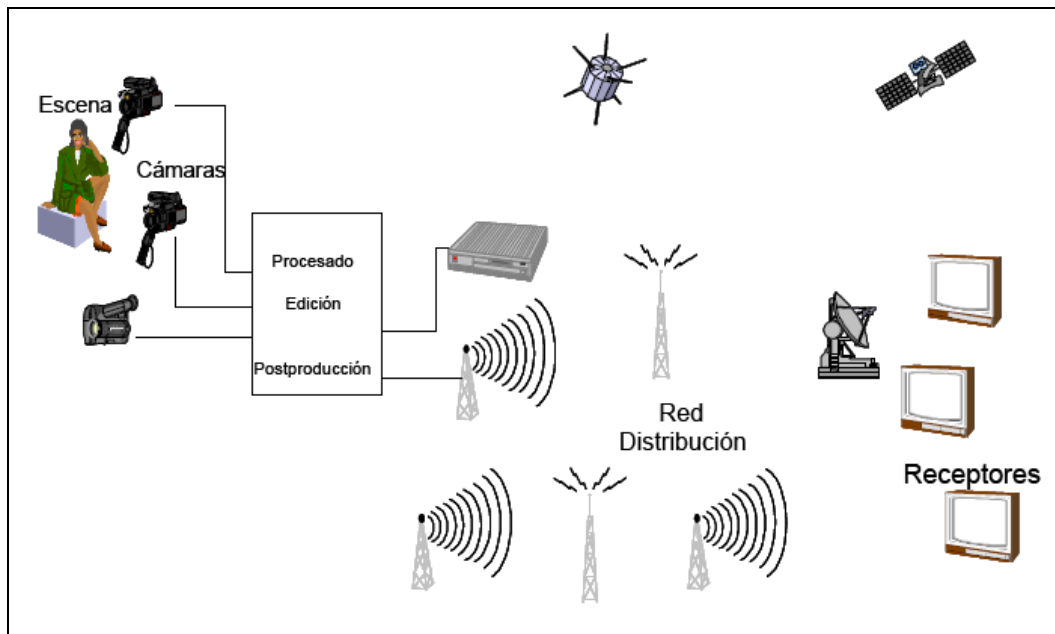 Escena
Cámaras
Procesado
Edición
Postproducción
Red
Distribución
Receptores